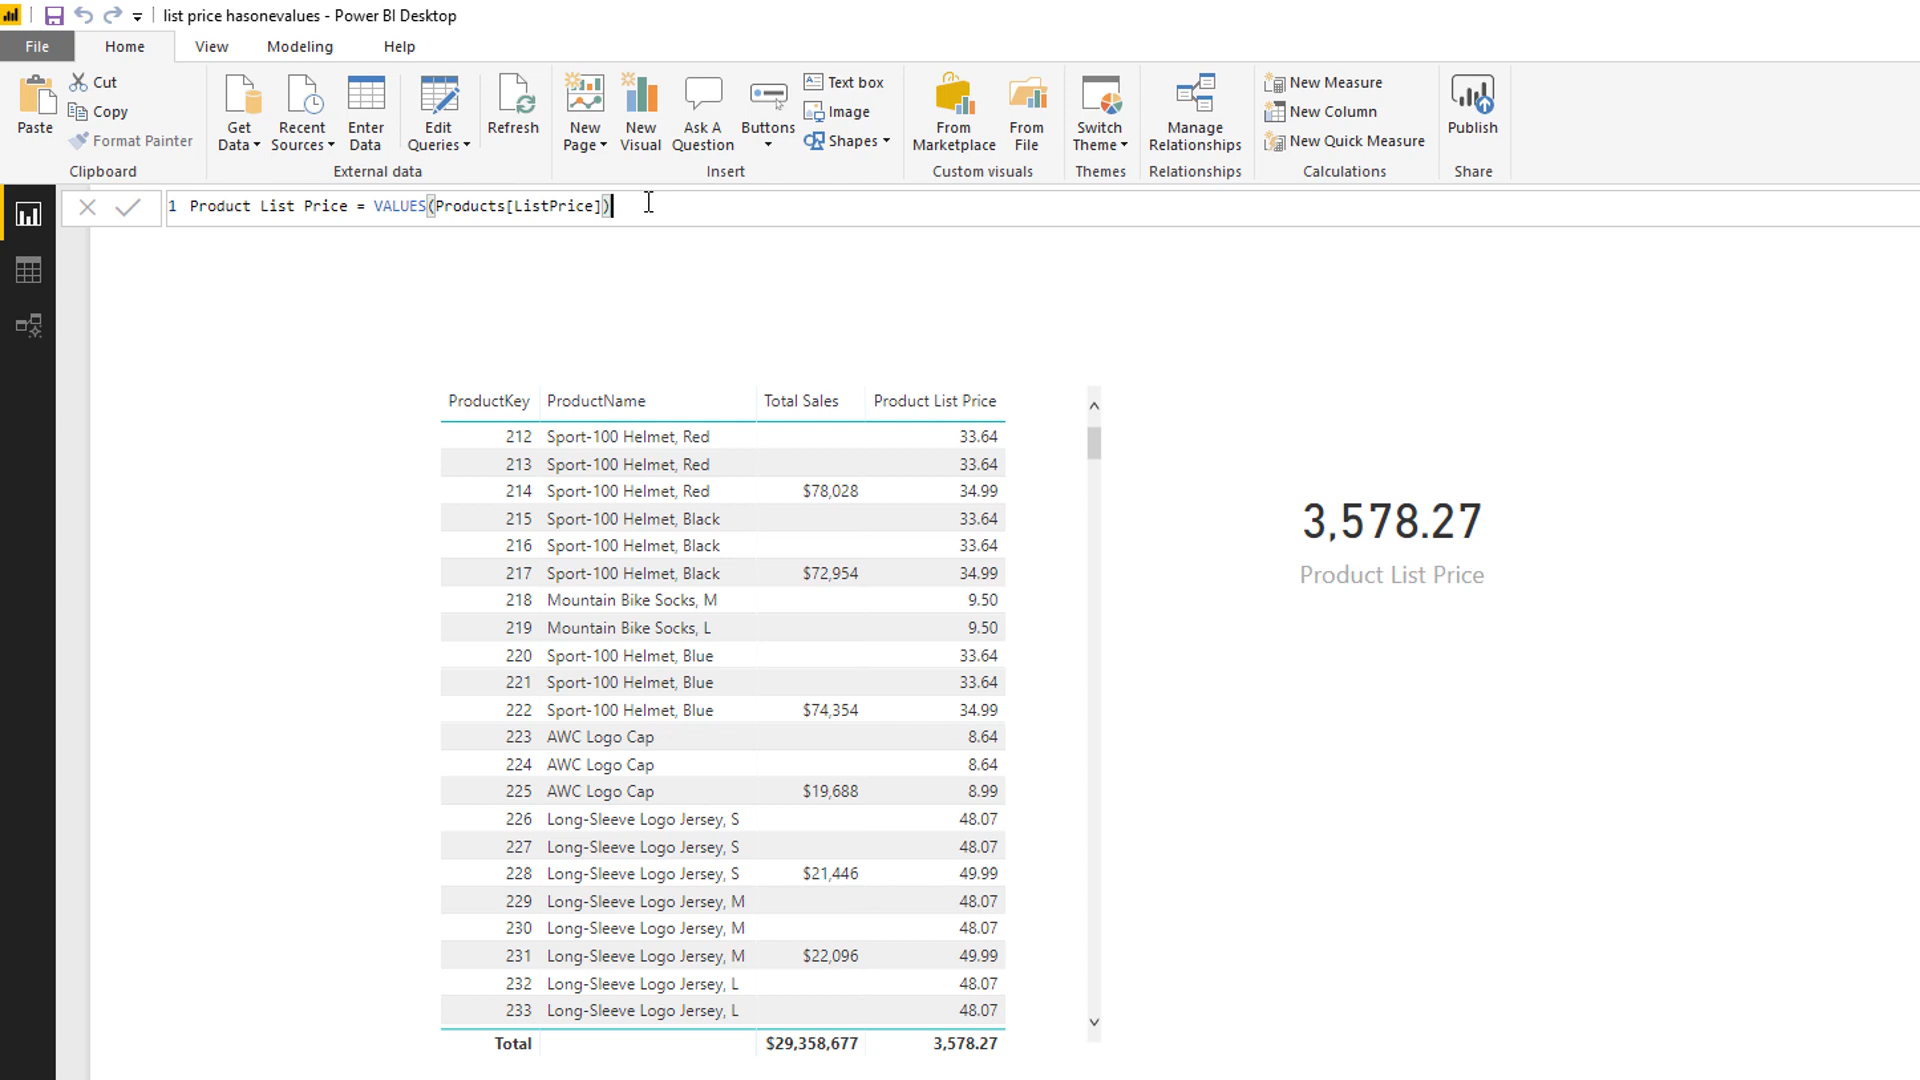 list price hasonevalues - Power BI Desktop
File Home View Modeling Help
Paste Cut Copy Format Painter Clipboard
Get Data Recent Sources Enter Data Edit Queries Refresh External data
New Page New Visual Ask A Question Buttons Text box Image Shapes Insert
From Marketplace From File Custom visuals
Switch Theme Themes
Manage Relationships Relationships
New Measure New Column New Quick Measure Calculations
Publish Share
1 Product List Price = VALUES(Products[ListPrice])
ProductKey ProductName Total Sales Product List Price
212 Sport-100 Helmet, Red 33.64
213 Sport-100 Helmet, Red 33.64
214 Sport-100 Helmet, Red $78,028 34.99
215 Sport-100 Helmet, Black 33.64
216 Sport-100 Helmet, Black 33.64
217 Sport-100 Helmet, Black $72,954 34.99
218 Mountain Bike Socks, M 9.50
219 Mountain Bike Socks, L 9.50
220 Sport-100 Helmet, Blue 33.64
221 Sport-100 Helmet, Blue 33.64
222 Sport-100 Helmet, Blue $74,354 34.99
223 AWC Logo Cap 8.64
224 AWC Logo Cap 8.64
225 AWC Logo Cap $19,688 8.99
226 Long-Sleeve Logo Jersey, S 48.07
227 Long-Sleeve Logo Jersey, S 48.07
228 Long-Sleeve Logo Jersey, S $21,446 49.99
229 Long-Sleeve Logo Jersey, M 48.07
230 Long-Sleeve Logo Jersey, M 48.07
231 Long-Sleeve Logo Jersey, M $22,096 49.99
232 Long-Sleeve Logo Jersey, L 48.07
233 Long-Sleeve Logo Jersey, L 48.07
Total $29,358,677 3,578.27
3,578.27
Product List Price